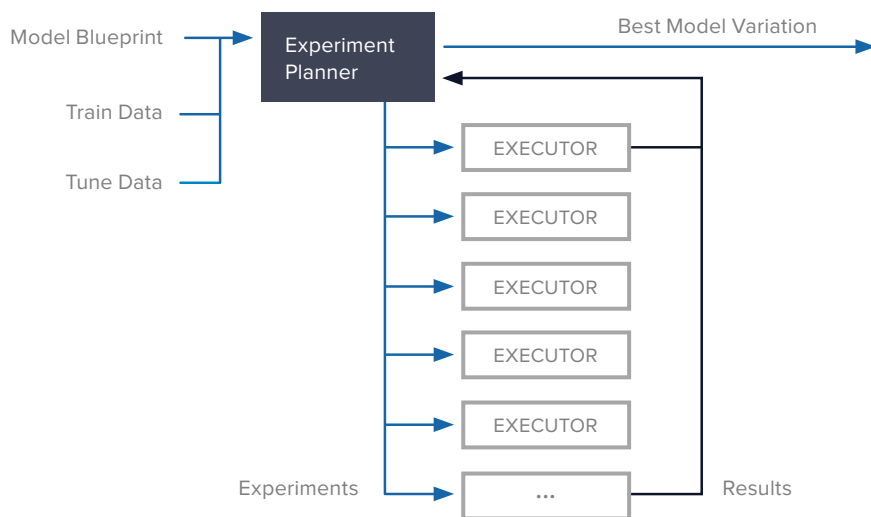 Model Blueprint
Experiment
Planner
Best Model Variation
Train Data
Tune Data
EXECUTOR
EXECUTOR
EXECUTOR
EXECUTOR
EXECUTOR
Experiments
...
Results